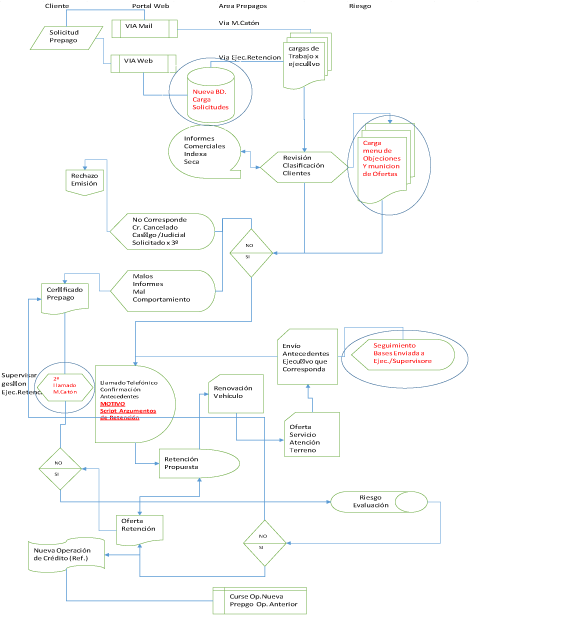 Cliente
Portal Web
Area Prepagos
Riesgo
Solicitud
Prepago
VIA Mail
Via M.Catón
VIA Web
Via Ejec.Retencion
cargas de
Trabajo x
ejecutivo
Nueva BD.
Carga
Solicitudes
Informes
Comerciales
Indexa
Seca
Revisión
Clasificación
Clientes
Carga
menu de
Objeciones
Y municion
de Ofertas
Rechazo
Emisión
No Corresponde
Cr. Cancelado
Castigo /Judicial
Solicitado x 3º
NO
SI
Malos
Informes
Mal
Comportamiento
Certificado
Prepago
Envío
Antecedentes
Ejecutivo que
Corresponda
Seguimiento
Bases Enviada a
Ejec./Supervisore
Supervisar
gestion
Ejec.Retenc.
2º
llamado
M.Catón
Llamado Telefónico
Confirmación
Antecedentes
MOTIVO
Script Argumentos
de Retención
Renovación
Vehículo
Oferta
Servicio
Atención
Terreno
Retención
Propuesta
NO
SI
Riesgo
Evaluación
Oferta
Retención
NO
SI
Nueva Operación
de Crédito (Ref.)
Curse Op.Nueva
Prepgo Op. Anterior